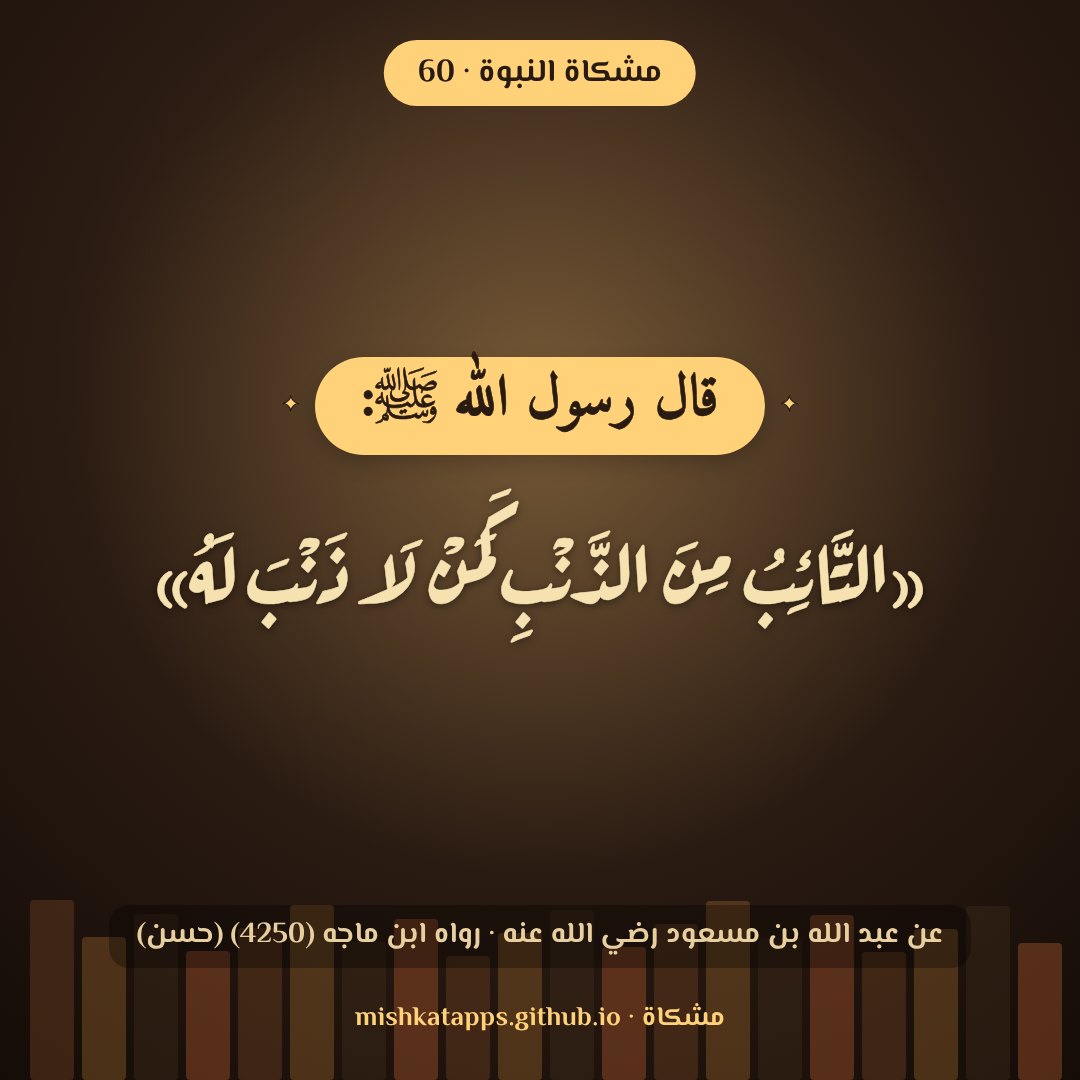 مشكاة النبوة · 60
قال رسول الله ﷺ:
«التَّائِبُ مِنَ الذَّنْبِ كَمَنْ لَا ذَنْبَ لَهُ»
عن عبد الله بن مسعود رضي الله عنه · رواه ابن ماجه (4250) (حسن)
مشكاة · mishkatapps.github.io